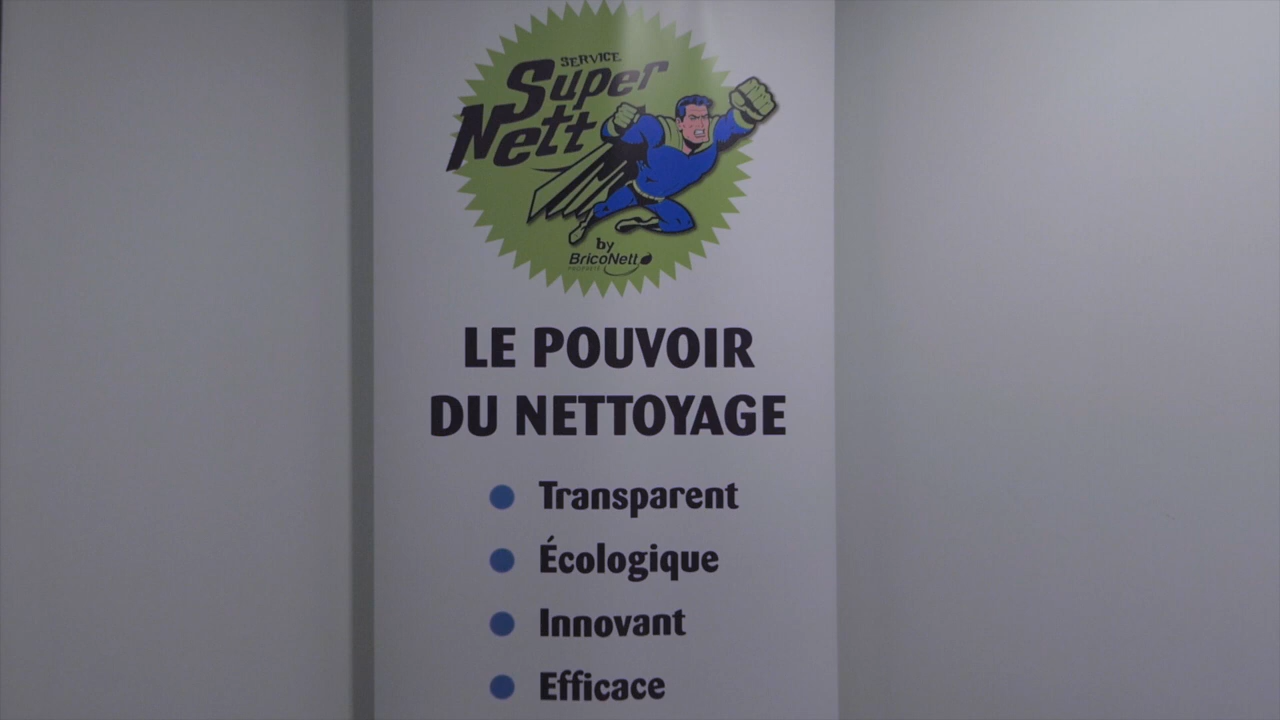 SERVICE
Super
Nett
by
BricoNett
LE POUVOIR
DU NETTOYAGE
Transparent
Écologique
Innovant
Efficace